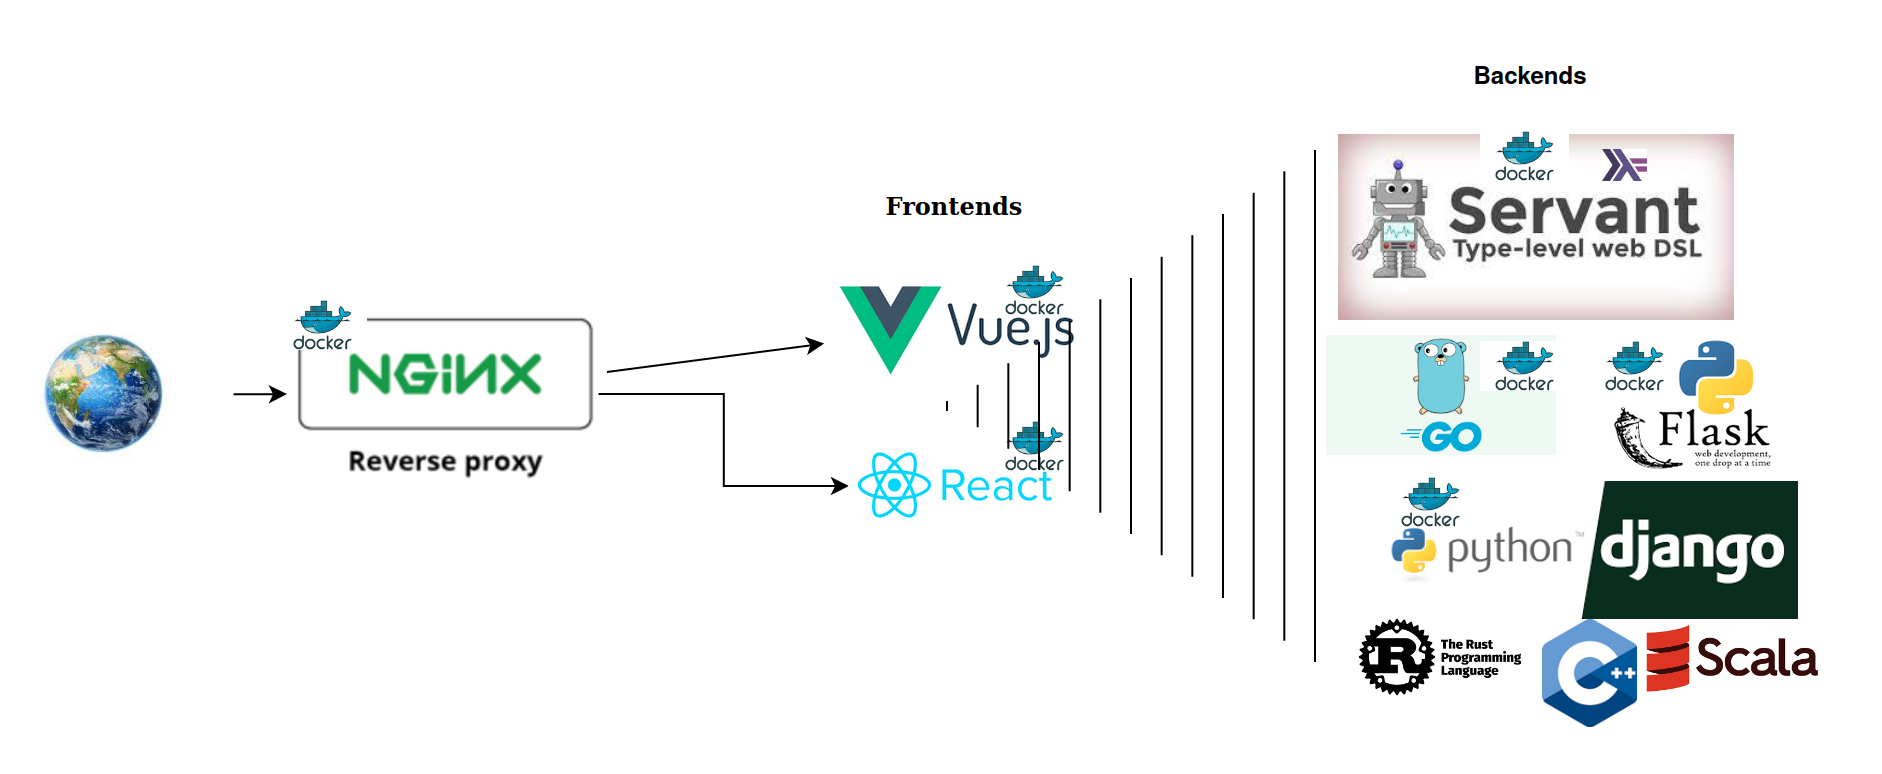 Backends
docker
Servant
Type-level web DSL
Frontends
docker
Vue.js
docker
NGINX
Reverse proxy
docker
React
docker
GO
docker
Flask
web development,
one drop at a time
docker
python™
django
The Rust
Programming
Language
R
C++
Scala